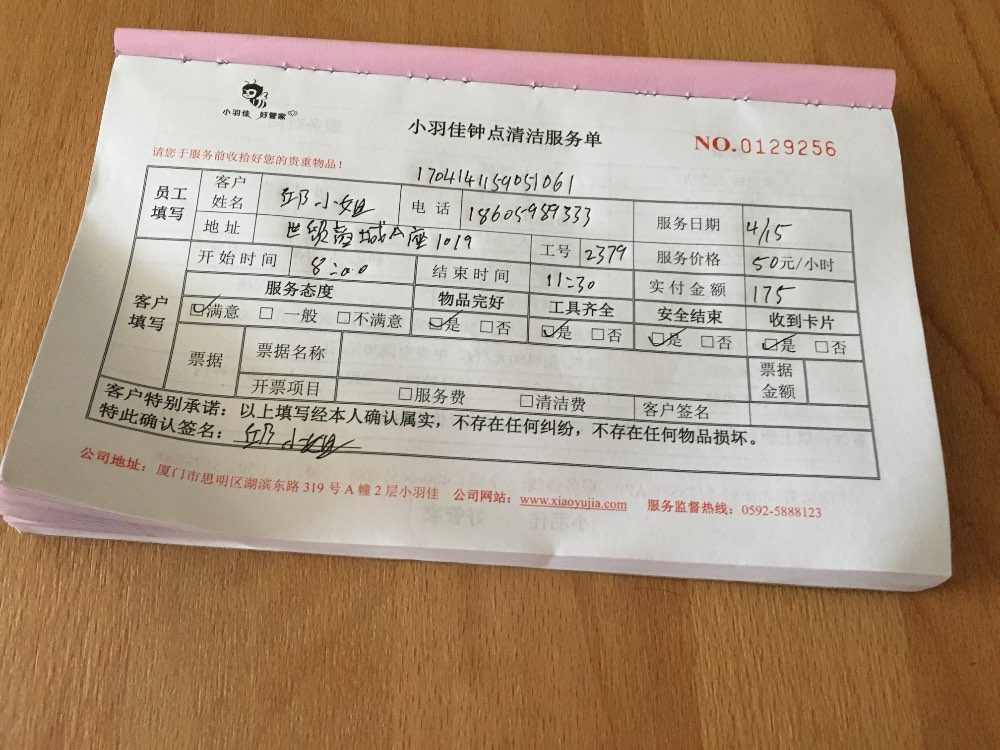 小羽佳 好管家
小羽佳钟点清洁服务单
NO.0129256
请您于服务前收拾好您的贵重物品！
1704141159051061
员工填写 客户姓名 邱小姐 电话 18605989333 服务日期 4/15
地址 世纪嘉城A座1019 工号 2379 服务价格 50元/小时
开始时间 8:00 结束时间 11:30 实付金额 175
客户填写 服务态度 物品完好 工具齐全 安全结束 收到卡片
☑满意 □一般 □不满意 ☑是 □否 ☑是 □否 ☑是 □否 ☑是 □否
票据 票据名称 票据金额
开票项目 □服务费 □清洁费 客户签名
客户特别承诺：以上填写经本人确认属实，不存在任何纠纷，不存在任何物品损坏。
特此确认签名：邱小姐
公司地址：厦门市思明区湖滨东路 319 号 A 幢 2 层小羽佳 公司网站：www.xiaoyujia.com 服务监督热线：0592-5888123